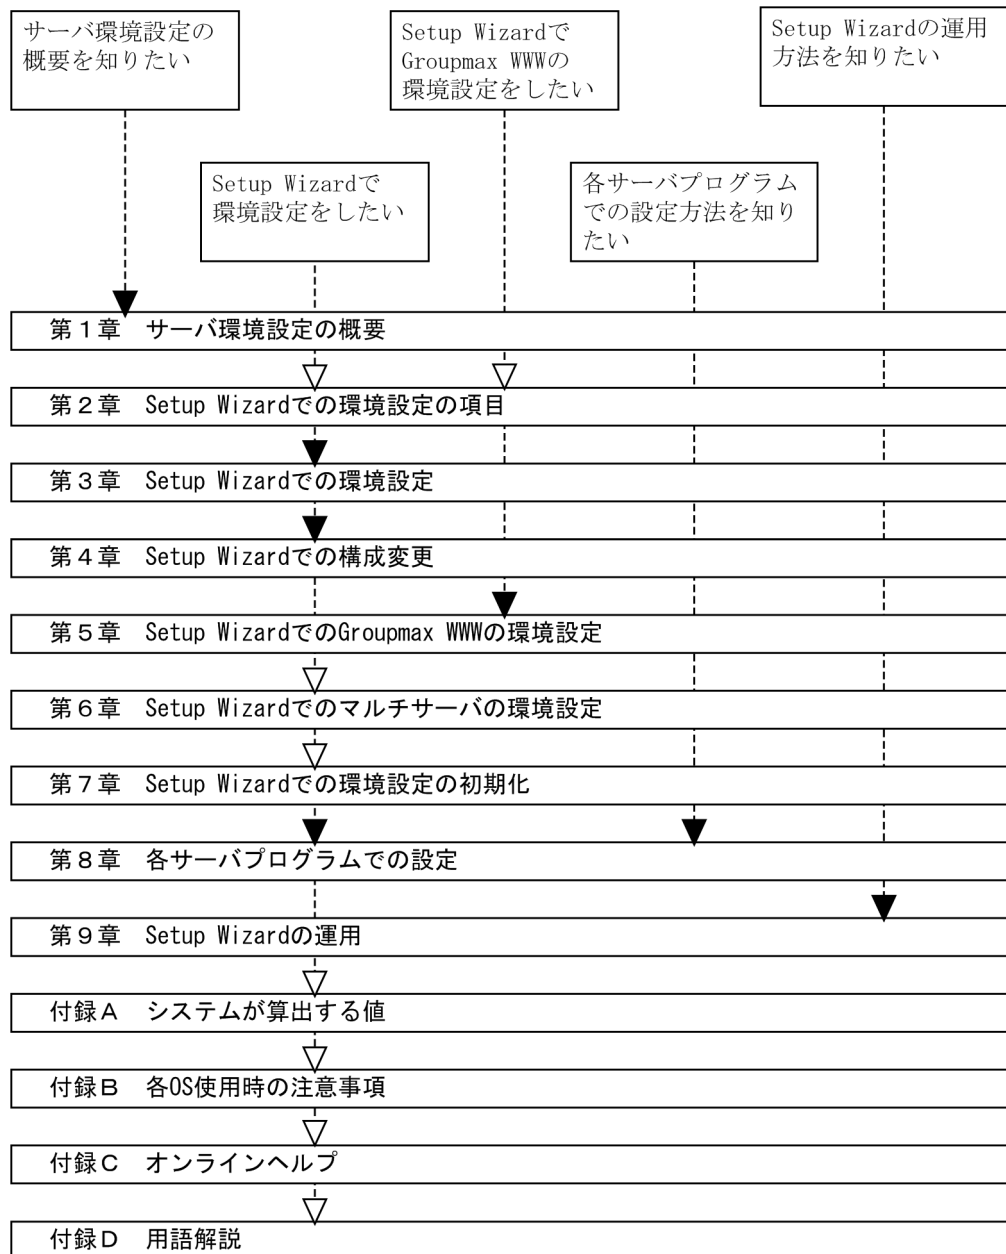 サーバ環境設定の
概要を知りたい
Setup Wizardで
Groupmax WWWの
環境設定をしたい
Setup Wizardの運用
方法を知りたい
Setup Wizardで
環境設定をしたい
各サーバプログラム
での設定方法を知り
たい
第１章　サーバ環境設定の概要
第２章　Setup Wizardでの環境設定の項目
第３章　Setup Wizardでの環境設定
第４章　Setup Wizardでの構成変更
第５章　Setup WizardでのGroupmax WWWの環境設定
第６章　Setup Wizardでのマルチサーバの環境設定
第７章　Setup Wizardでの環境設定の初期化
第８章　各サーバプログラムでの設定
第９章　Setup Wizardの運用
付録Ａ　システムが算出する値
付録Ｂ　各OS使用時の注意事項
付録Ｃ　オンラインヘルプ
付録Ｄ　用語解説